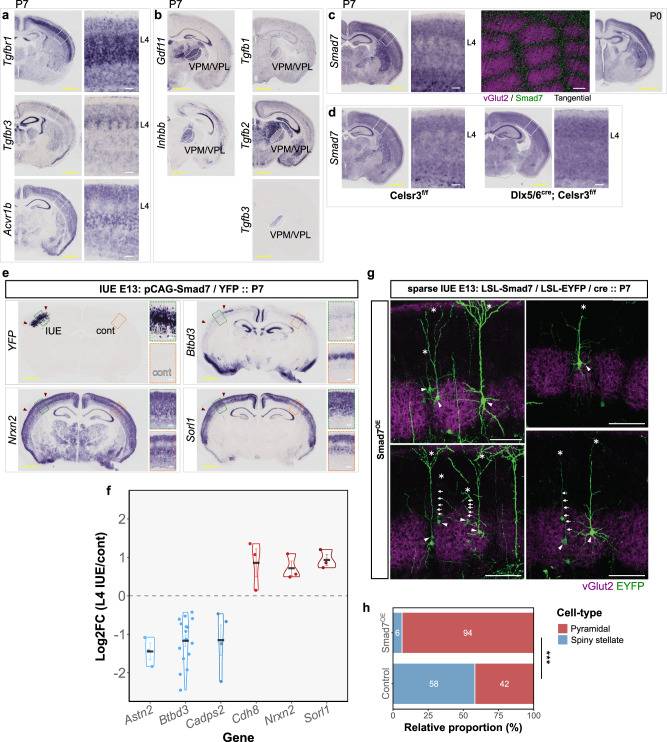 P7
a
Tgfbr1
L4
Tgfbr3
L4
Acvr1b
L4
P7
b
Gdf11
VPM/VPL
Tgfb1
VPM/VPL
Inhbb
VPM/VPL
Tgfb2
VPM/VPL
Tgfb3
VPM/VPL
P7
c
Smad7
L4
vGlut2 / Smad7
Tangential
P0
d
Smad7
L4
L4
Celsr3f/f
Dlx5/6cre; Celsr3f/f
e
IUE E13: pCAG-Smad7 / YFP :: P7
YFP
IUE
cont
cont
Btbd3
Nrxn2
Sorl1
f
Log2FC (L4 IUE/cont)
2
1
0
-1
-2
Astn2
Btbd3
Cadps2
Cdh8
Nrxn2
Sorl1
Gene
g
sparse IUE E13: LSL-Smad7 / LSL-EYFP / cre :: P7
Smad7OE
vGlut2 EYFP
h
Smad7OE
6
94
Control
58
42
***
0
25
50
75
100
Relative proportion (%)
Cell-type
Pyramidal
Spiny stellate